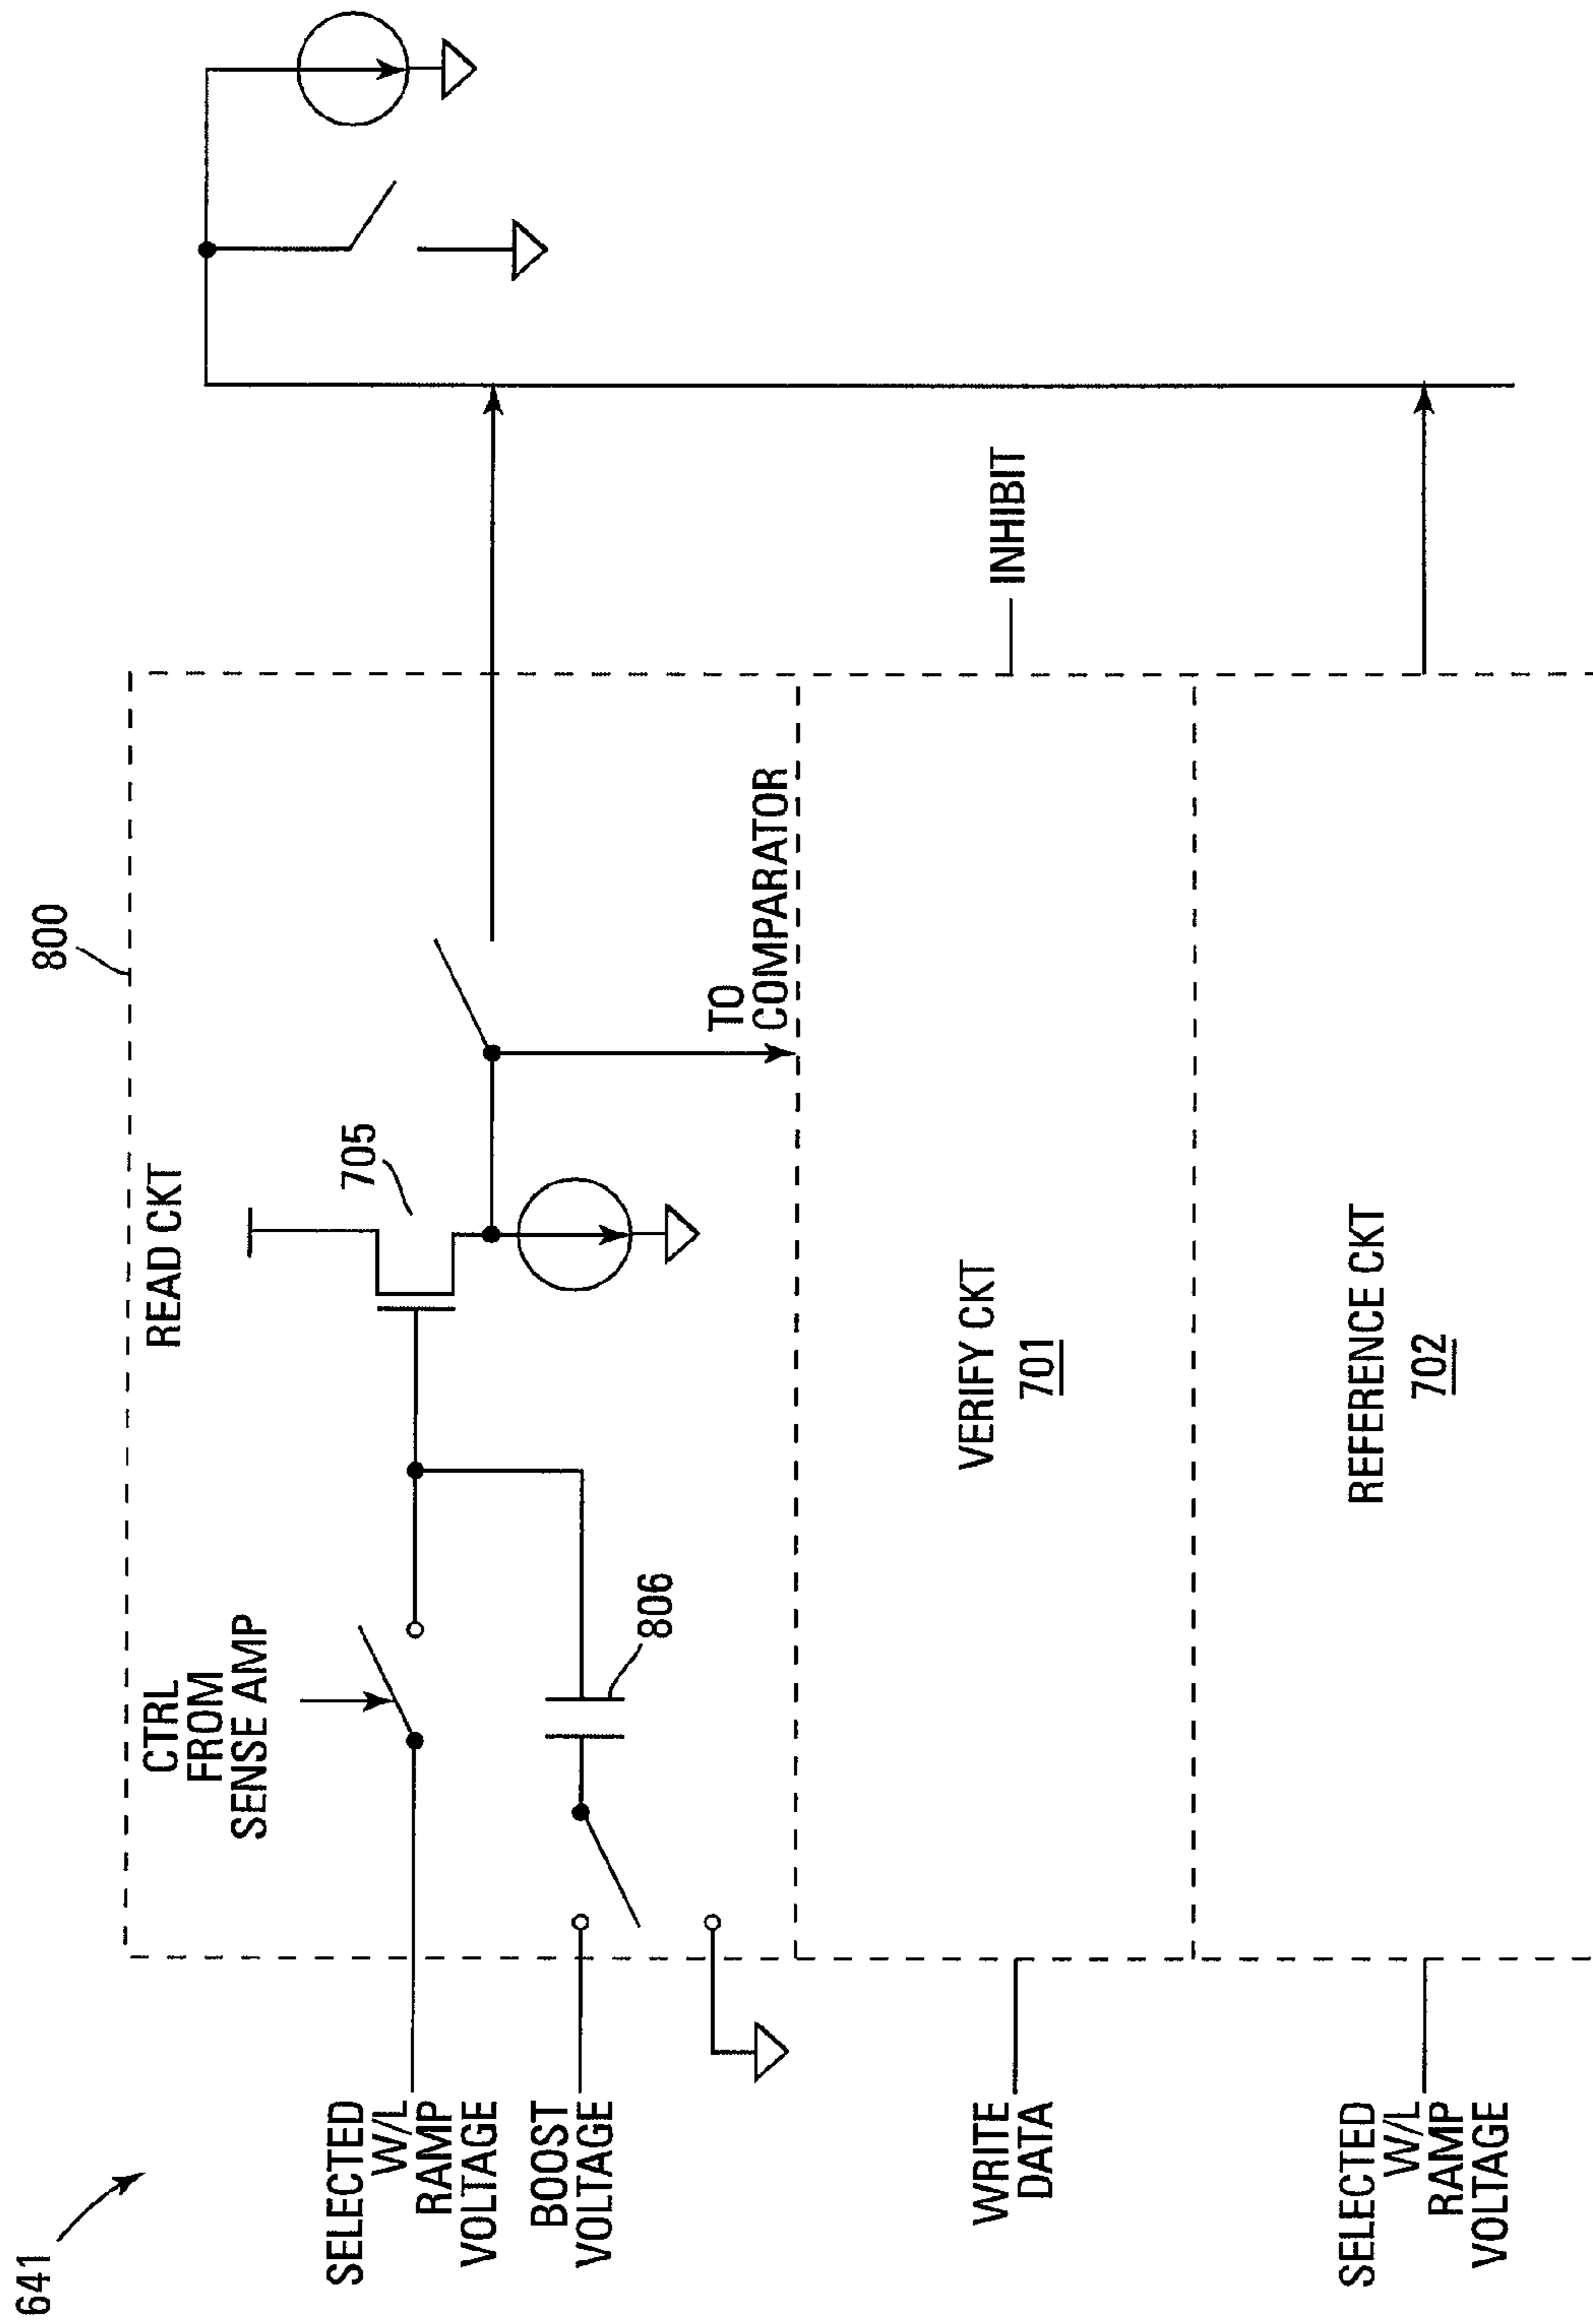 641
800
READ CKT
CTRL
FROM
SENSE AMP
705
SELECTED
W/L
RAMP
VOLTAGE
BOOST
VOLTAGE
806
TO
COMPARATOR
WRITE
DATA
VERIFY CKT
701
INHIBIT
SELECTED
W/L
RAMP
VOLTAGE
REFERENCE CKT
702